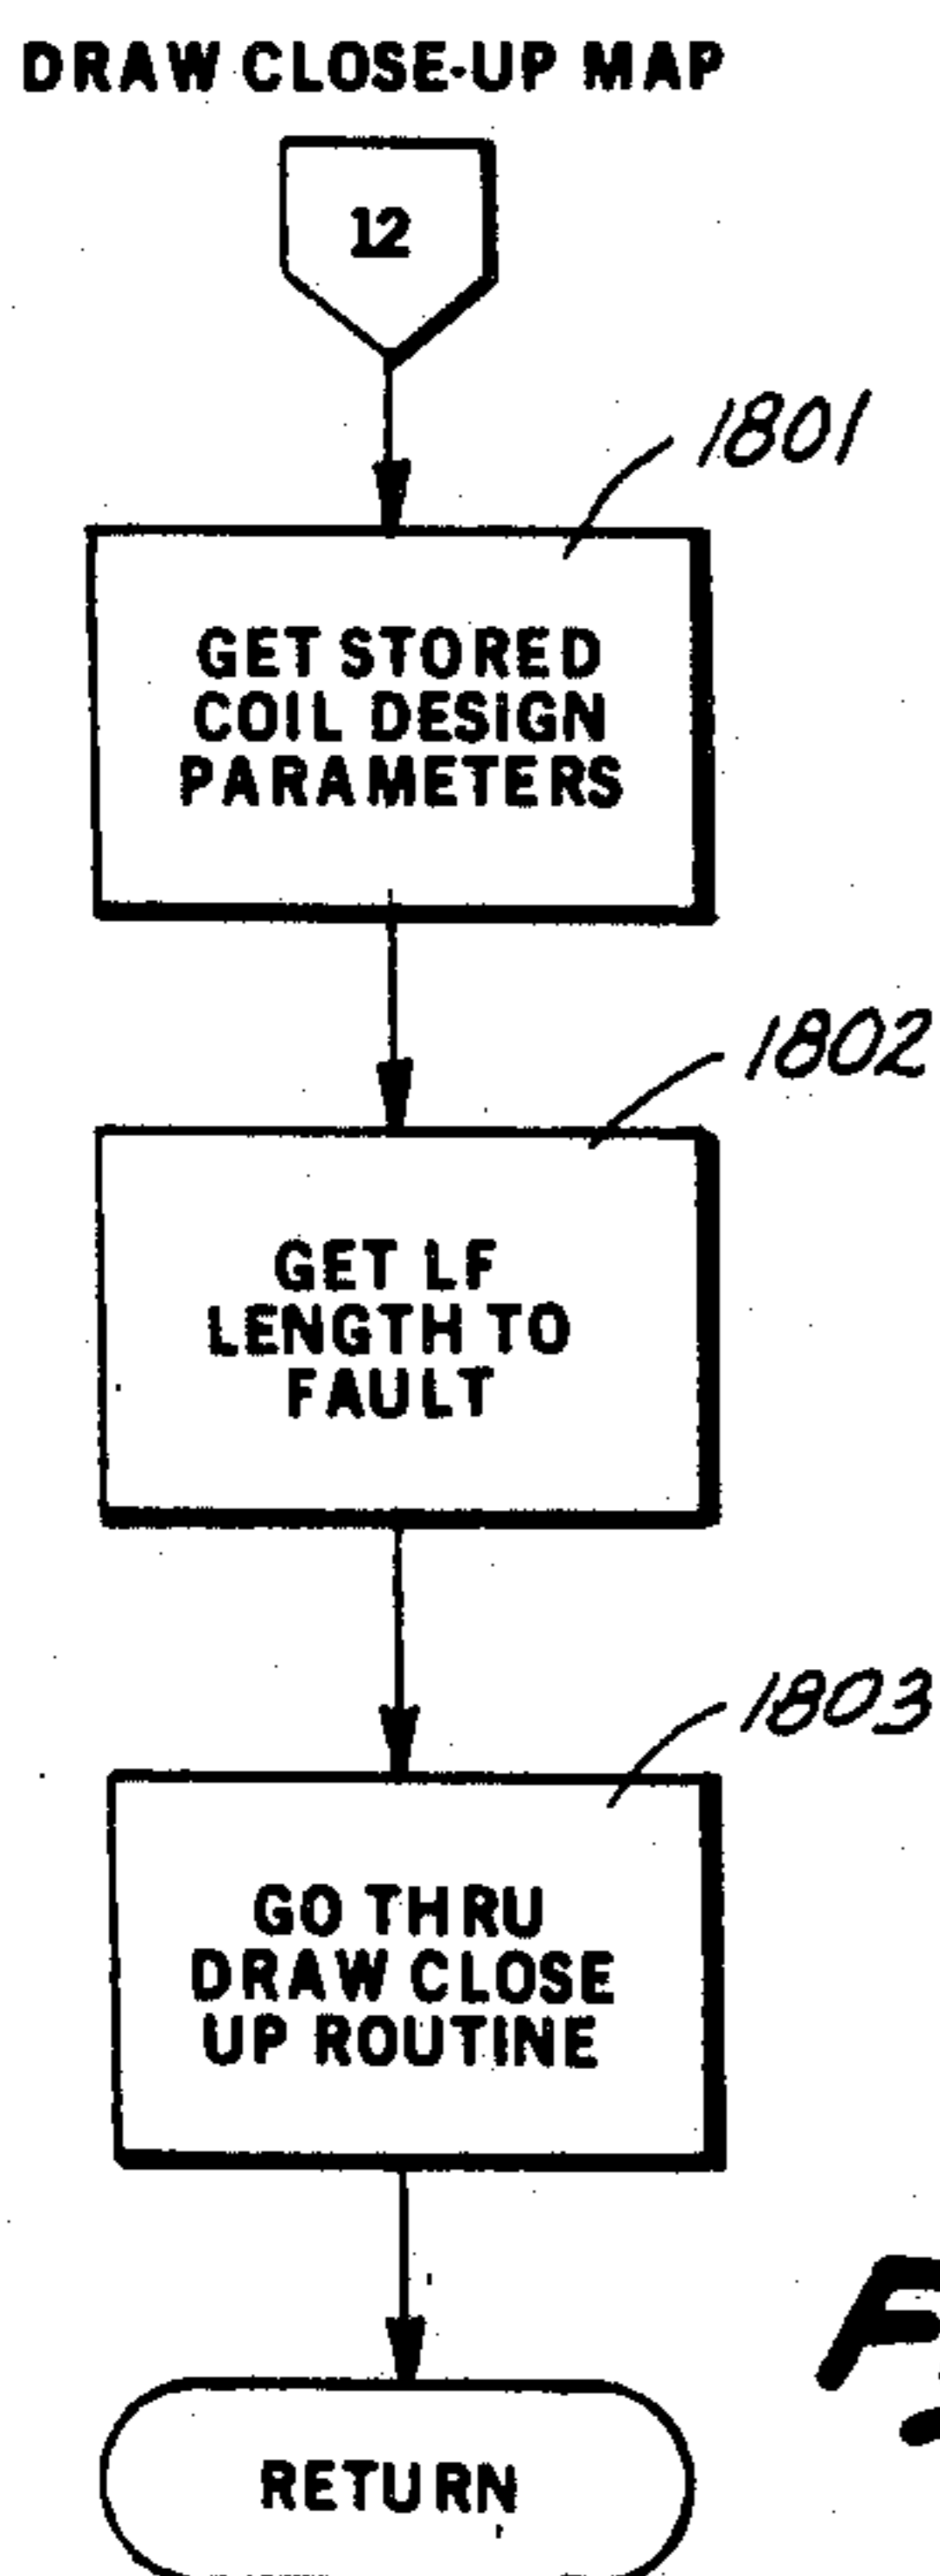 DRAW CLOSE-UP MAP
12
1801
GET STORED
COIL DESIGN
PARAMETERS
1802
GET LF
LENGTH TO
FAULT
1803
GO THRU
DRAW CLOSE
UP ROUTINE
RETURN